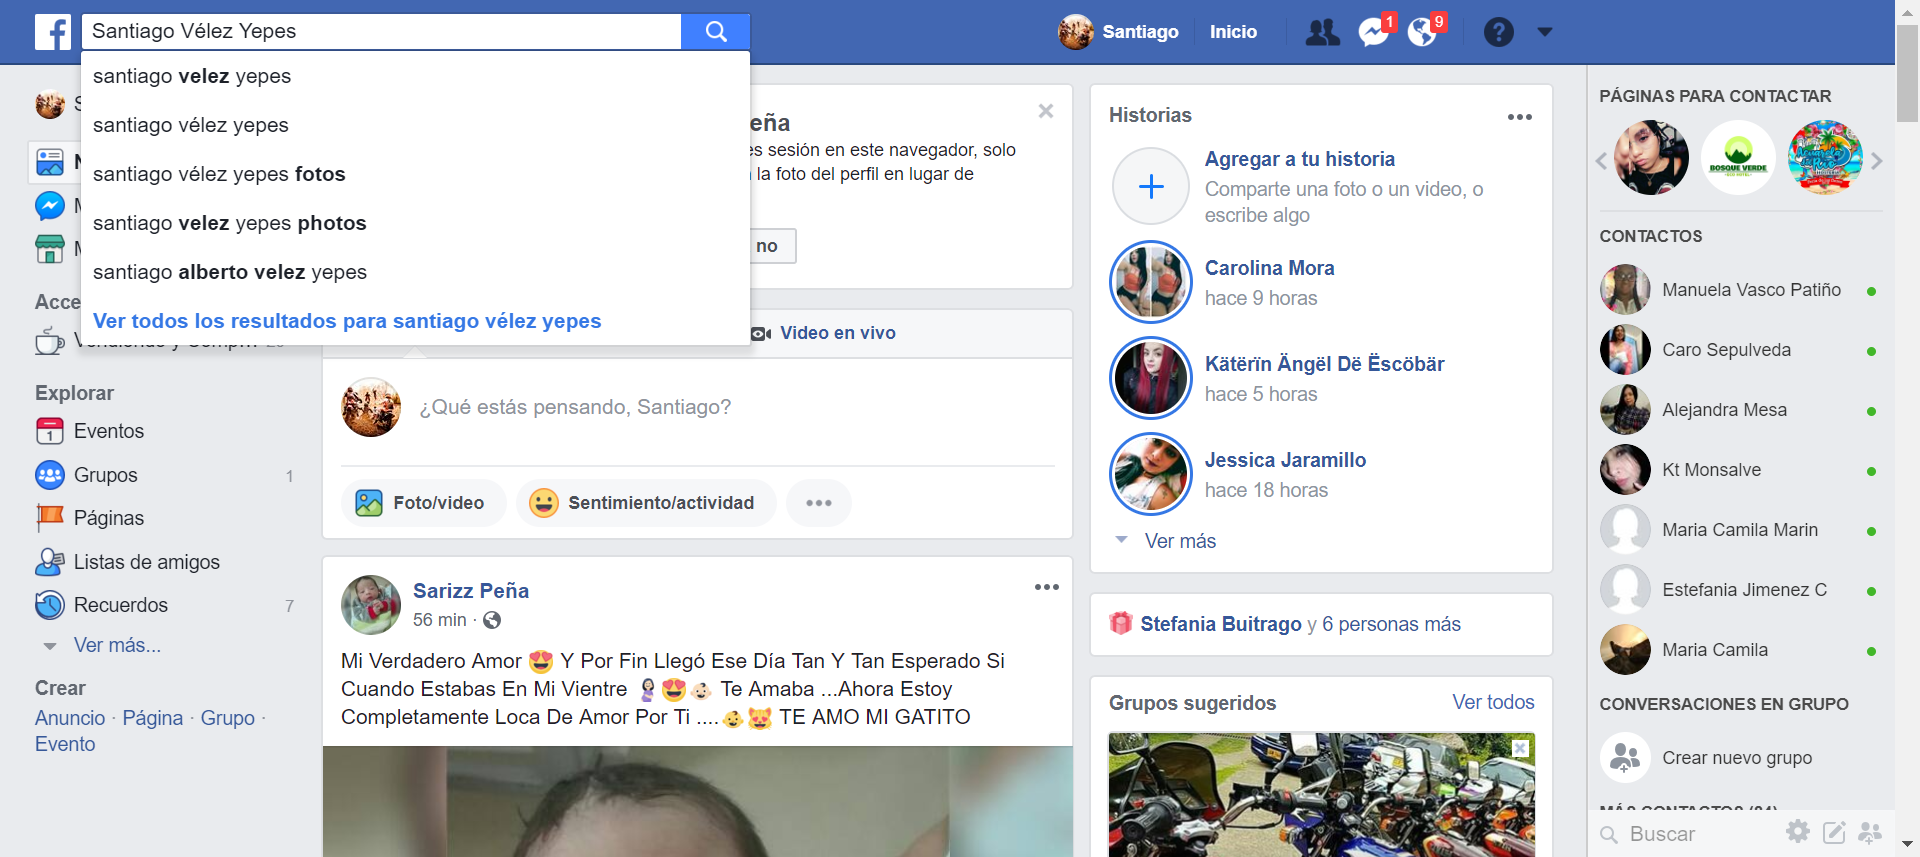 Santiago Vélez Yepes
Santiago
Inicio
1
9
santiago velez yepes
santiago vélez yepes
santiago vélez yepes fotos
santiago velez yepes photos
santiago alberto velez yepes
Ver todos los resultados para santiago vélez yepes
Acce
Explorar
1
Eventos
Grupos
1
Páginas
Listas de amigos
Recuerdos
7
Ver más...
Crear
Anuncio · Página · Grupo ·
Evento
eña
es sesión en este navegador, solo
la foto del perfil en lugar de
no
Video en vivo
¿Qué estás pensando, Santiago?
Foto/video
Sentimiento/actividad
Sarizz Peña
56 min ·
Mi Verdadero Amor 😍 Y Por Fin Llegó Ese Día Tan Y Tan Esperado Si
Cuando Estabas En Mi Vientre 🤰😍👶 Te Amaba ...Ahora Estoy
Completamente Loca De Amor Por Ti ....👶😻 TE AMO MI GATITO
Historias
Agregar a tu historia
Comparte una foto o un video, o
escribe algo
Carolina Mora
hace 9 horas
Kätërïn Ängël Dë Ëscöbär
hace 5 horas
Jessica Jaramillo
hace 18 horas
Ver más
Stefania Buitrago y 6 personas más
Grupos sugeridos
Ver todos
PÁGINAS PARA CONTACTAR
BOSQUE VERDE
CONTACTOS
Manuela Vasco Patiño
Caro Sepulveda
Alejandra Mesa
Kt Monsalve
Maria Camila Marin
Estefania Jimenez C
Maria Camila
CONVERSACIONES EN GRUPO
Crear nuevo grupo
MÁS CONTACTOS (84)
Buscar